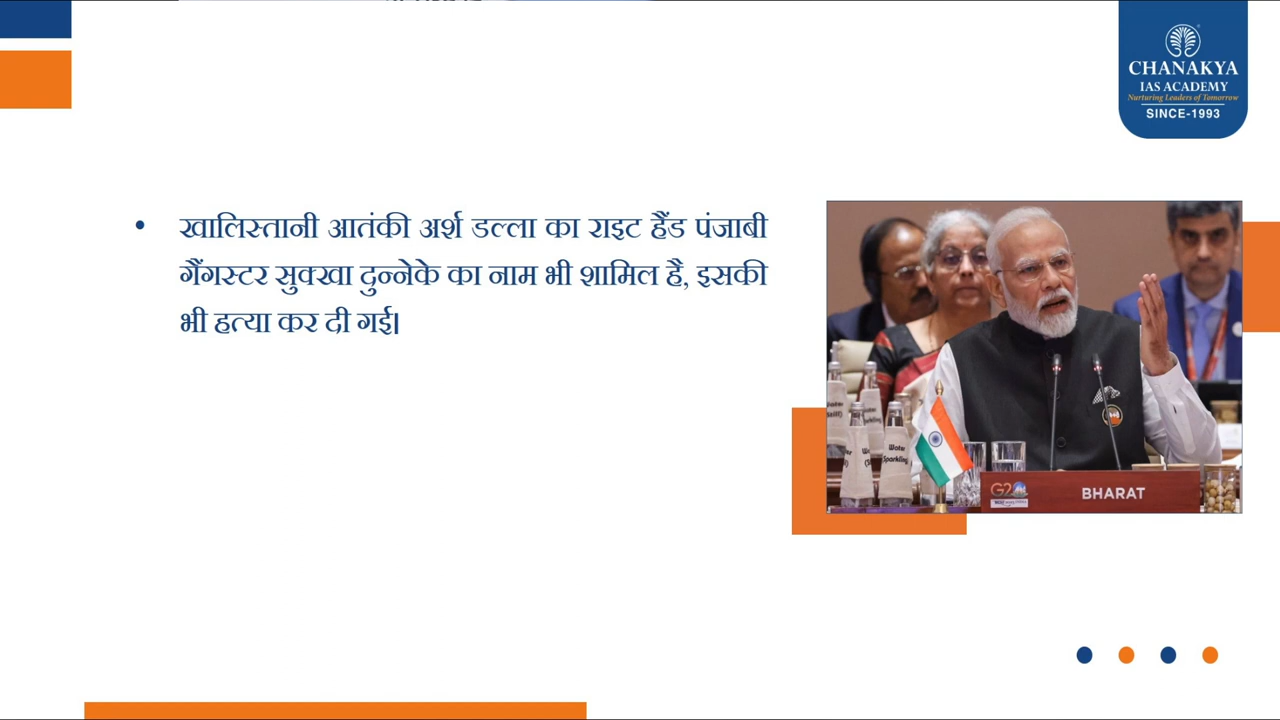 CHANAKYA
IAS ACADEMY
Nurturing Leaders of Tomorrow
SINCE-1993
• खालिस्तानी आतंकी अर्श डल्ला का राइट हैंड पंजाबी
गैंगस्टर सुक्खा दुन्नेके का नाम भी शामिल है, इसकी
भी हत्या कर दी गई।
Water
Sparkling
G20
BHARAT